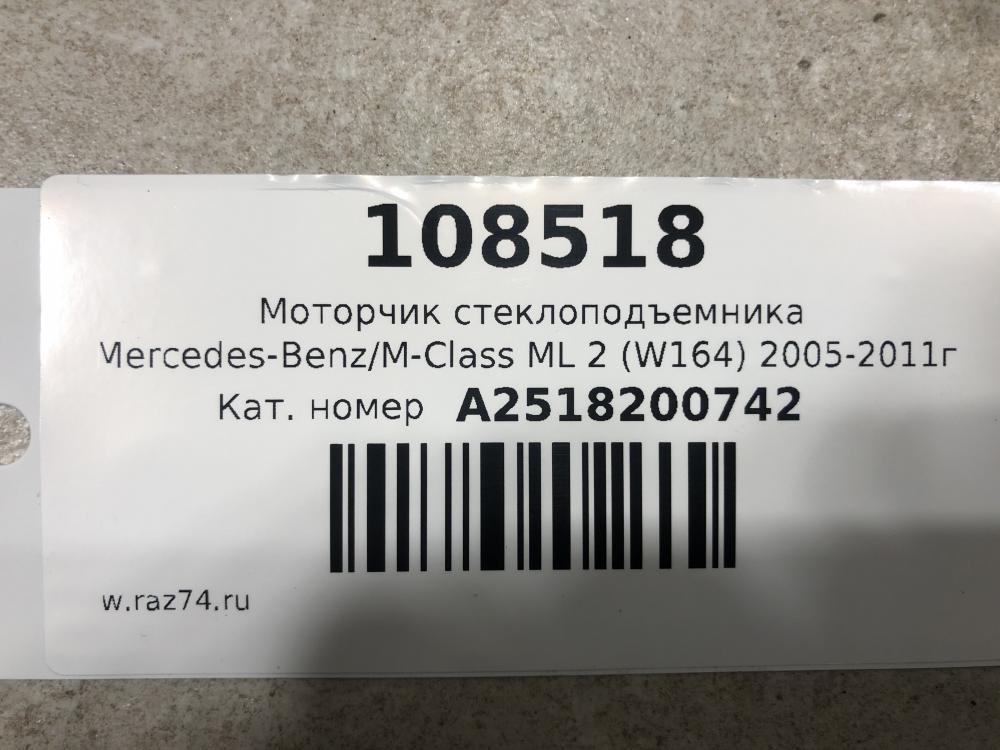 108518
Моторчик стеклоподъемника
Mercedes-Benz/M-Class ML 2 (W164) 2005-2011г
Кат. номер A2518200742
w.raz74.ru